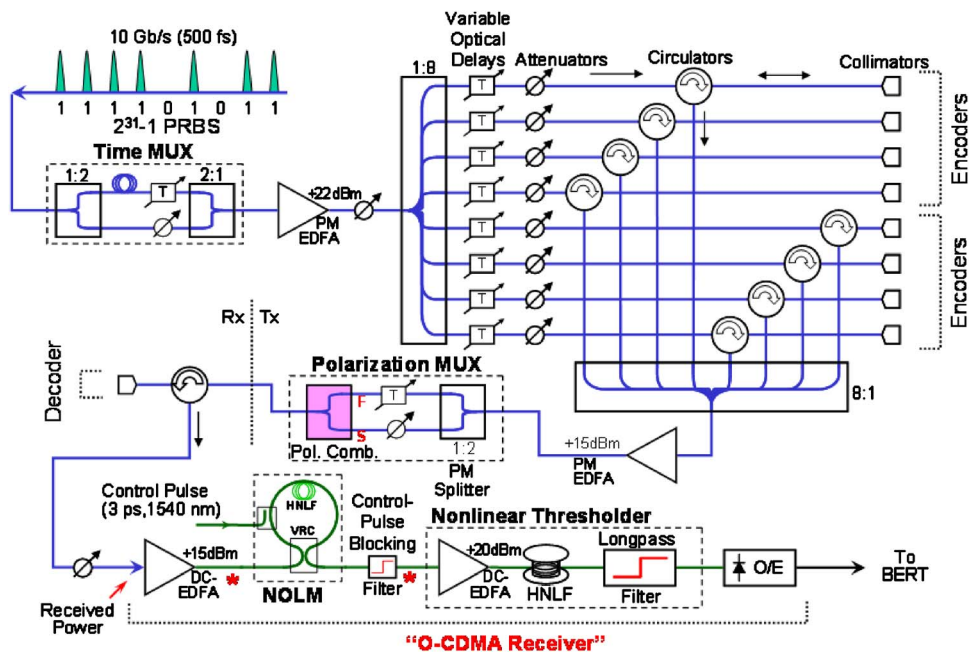 10 Gb/s (500 fs)
1 1 1 1 0 1 0 1 1
2³¹-1 PRBS
Time MUX
1:2
T
2:1
+22dBm
PM
EDFA
1:8
Variable
Optical
Delays
Attenuators
Circulators
Collimators
T
T
T
T
T
T
T
T
Encoders
Encoders
8:1
+15dBm
PM
EDFA
Polarization MUX
F
T
S
Pol. Comb.
1:2
PM
Splitter
Rx
Tx
Decoder
Control Pulse
(3 ps,1540 nm)
HNLF
VRC
NOLM
Control-
Pulse
Blocking
Filter
*
Received
Power
+15dBm
DC-
EDFA
*
Nonlinear Thresholder
+20dBm
DC-
EDFA
HNLF
Longpass
Filter
O/E
To
BERT
“O-CDMA Receiver”